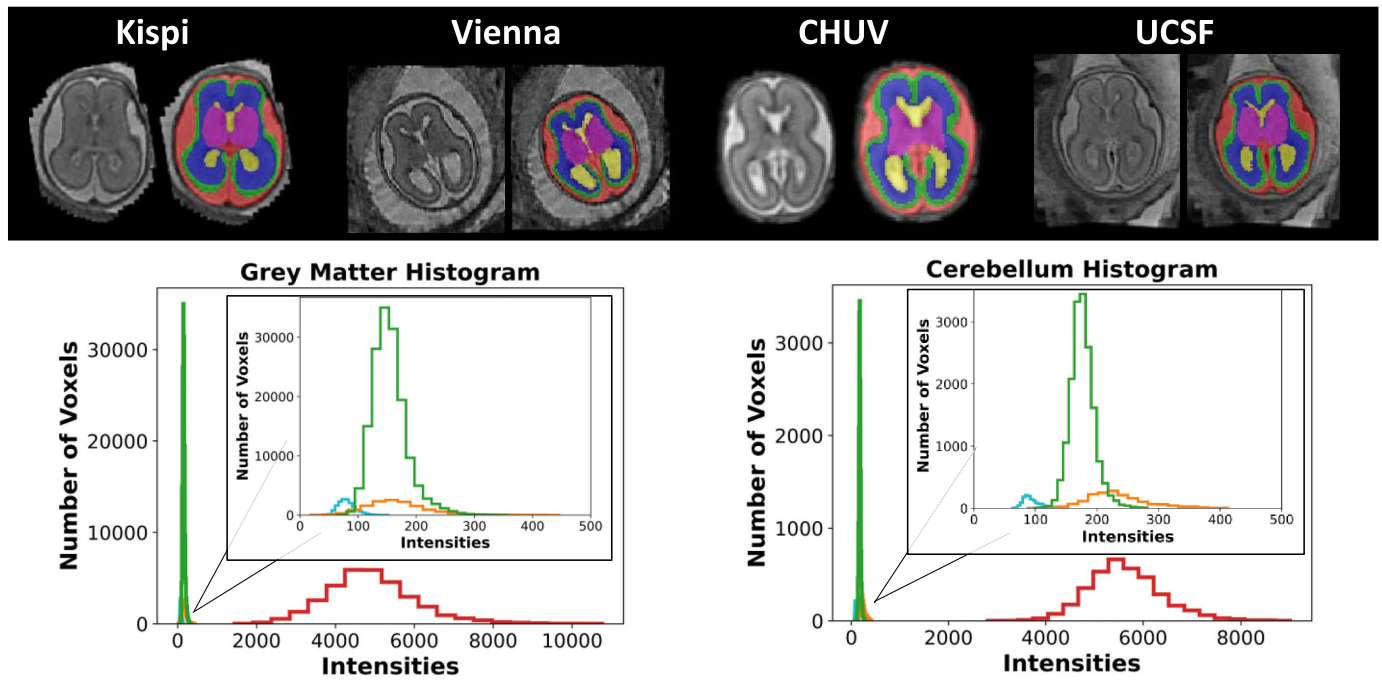 Kispi
Vienna
CHUV
UCSF
Grey Matter Histogram
Number of Voxels
30000
20000
10000
0
0
2000
4000
6000
8000
10000
Intensities
Number of Voxels
30000
20000
10000
0
0
100
200
300
400
500
Intensities
Cerebellum Histogram
Number of Voxels
3000
2000
1000
0
0
2000
4000
6000
8000
Intensities
Number of Voxels
3000
2000
1000
0
0
100
200
300
400
500
Intensities